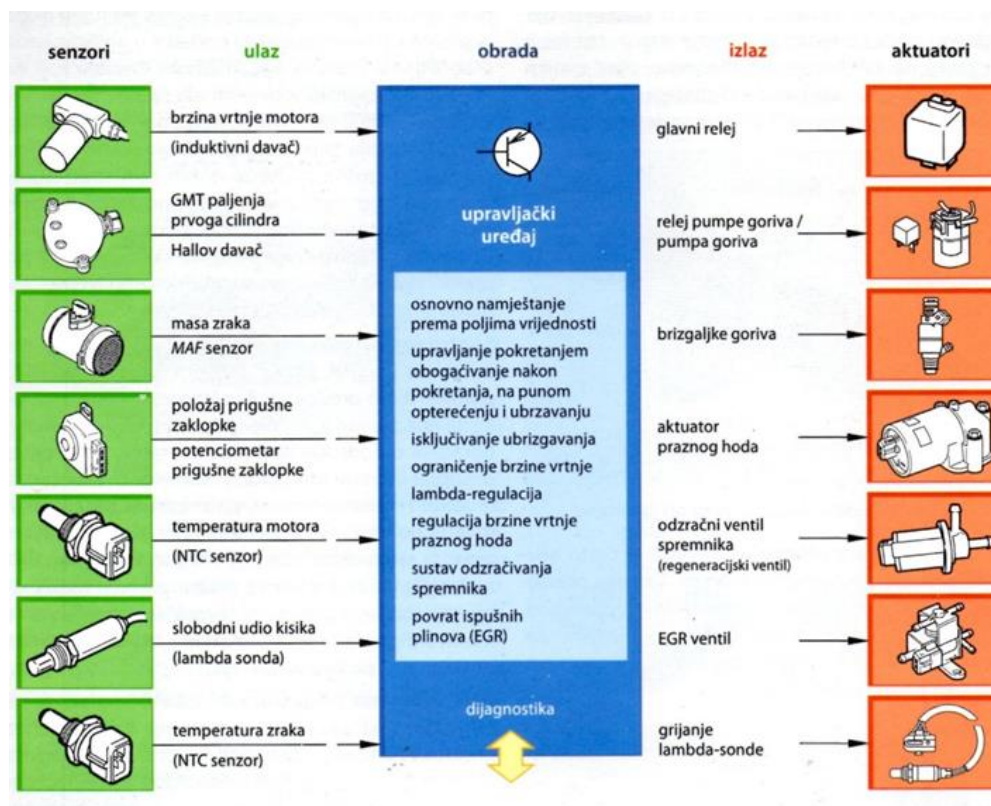 senzori
ulaz
obrada
izlaz
aktuatori
brzina vrtnje motora
(induktivni davač)
GMT paljenja
prvoga cilindra
Hallov davač
masa zraka
MAF senzor
položaj prigušne
zaklopke
potenciometar
prigušne zaklopke
temperatura motora
(NTC senzor)
slobodni udio kisika
(lambda sonda)
temperatura zraka
(NTC senzor)
upravljački
uređaj
osnovno namještanje
prema poljima vrijednosti
upravljanje pokretanjem
obogaćivanje nakon
pokretanja, na punom
opterećenju i ubrzavanju
isključivanje ubrizgavanja
ograničenje brzine vrtnje
lambda-regulacija
regulacija brzine vrtnje
praznog hoda
sustav odzračivanja
spremnika
povrat ispušnih
plinova (EGR)
dijagnostika
glavni relej
relej pumpe goriva /
pumpa goriva
brizgaljke goriva
aktuator
praznog hoda
odzračni ventil
spremnika
(regeneracijski ventil)
EGR ventil
grijanje
lambda-sonde